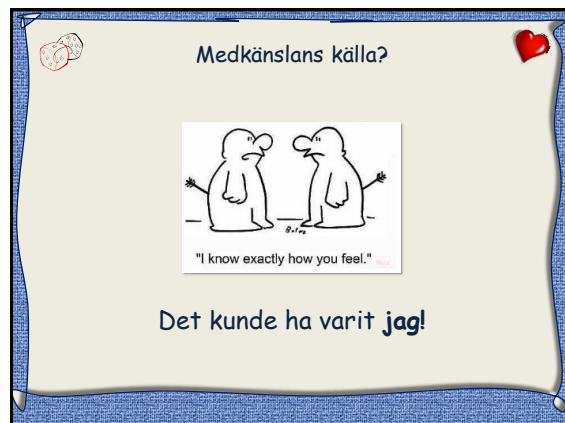 Medkänslans källa?
"I know exactly how you feel."
Det kunde ha varit jag!